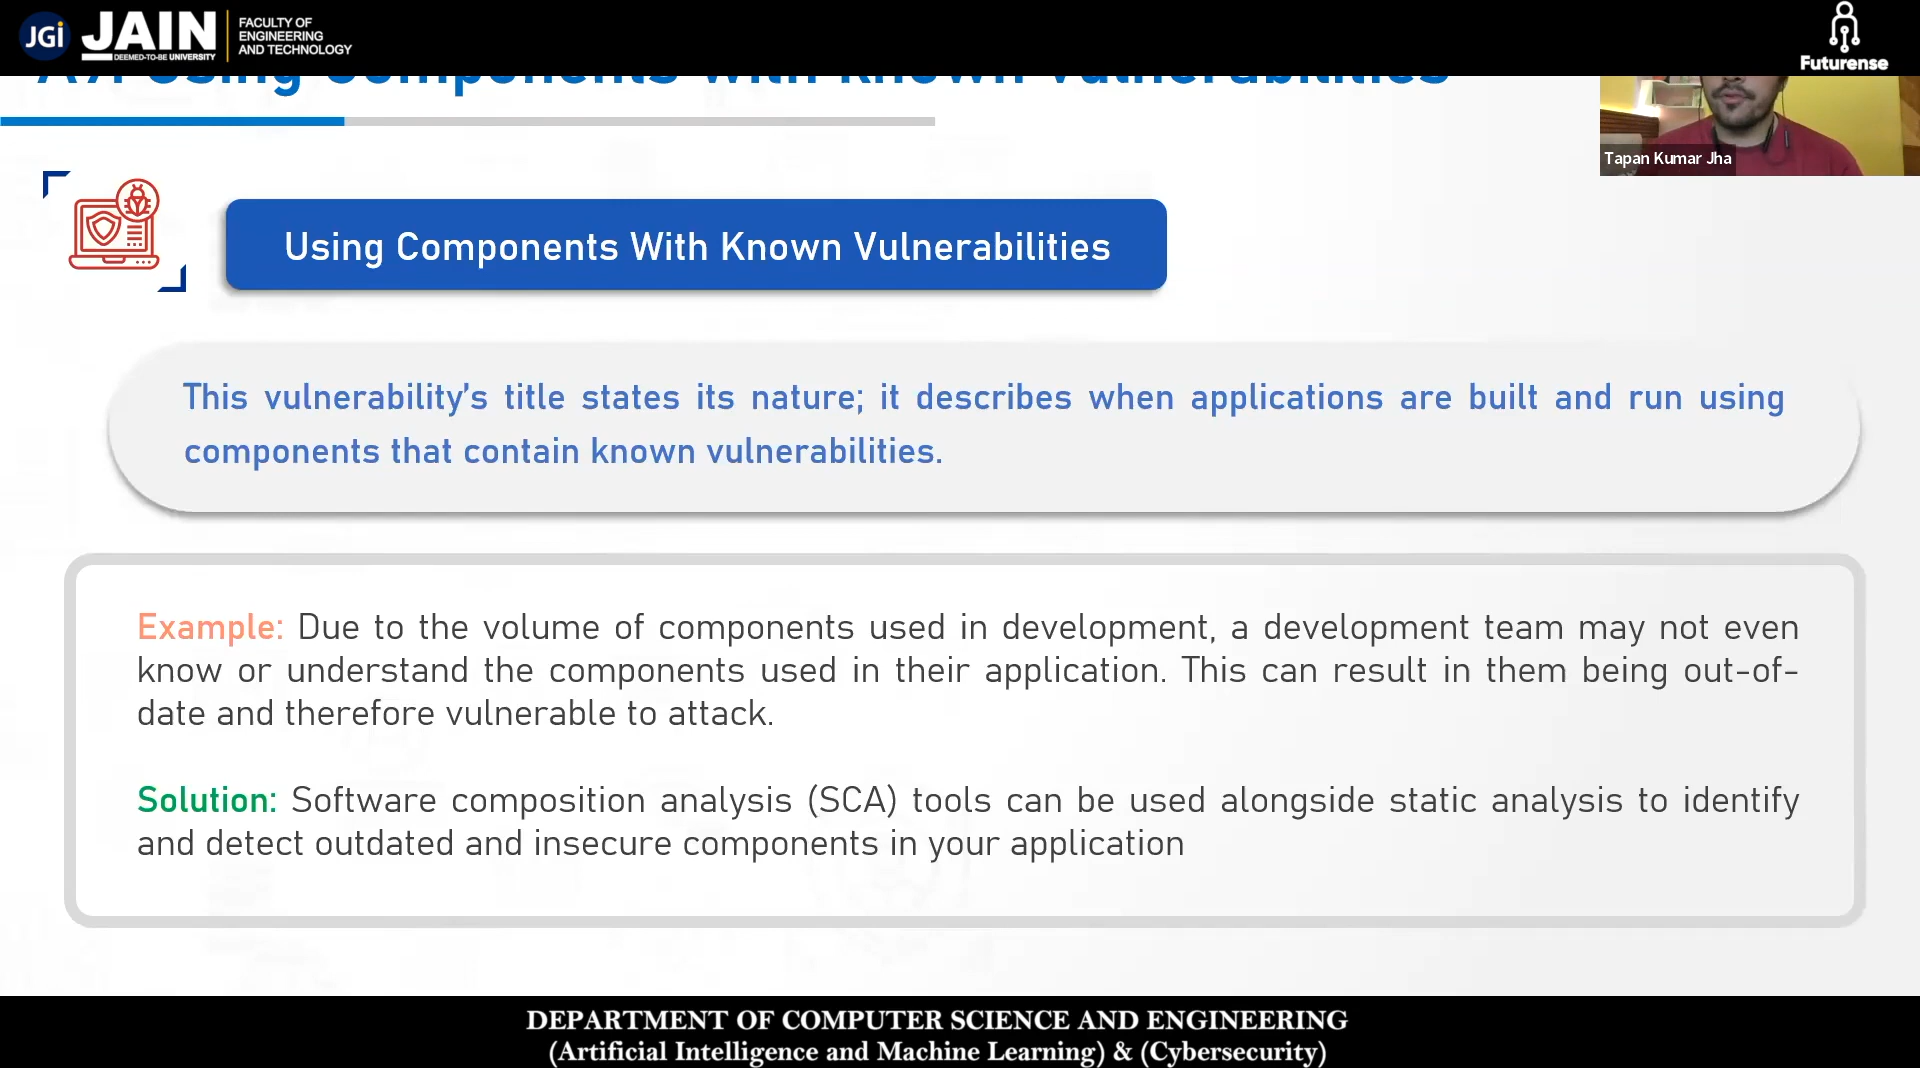 JGI JAIN
DEEMED-TO-BE UNIVERSITY
FACULTY OF
ENGINEERING
AND TECHNOLOGY
Futurense
Using Components With Known Vulnerabilities
Tapan Kumar Jha
Using Components With Known Vulnerabilities
This vulnerability’s title states its nature; it describes when applications are built and run using
components that contain known vulnerabilities.
Example: Due to the volume of components used in development, a development team may not even
know or understand the components used in their application. This can result in them being out-of-
date and therefore vulnerable to attack.
Solution: Software composition analysis (SCA) tools can be used alongside static analysis to identify
and detect outdated and insecure components in your application
DEPARTMENT OF COMPUTER SCIENCE AND ENGINEERING
(Artificial Intelligence and Machine Learning) & (Cybersecurity)